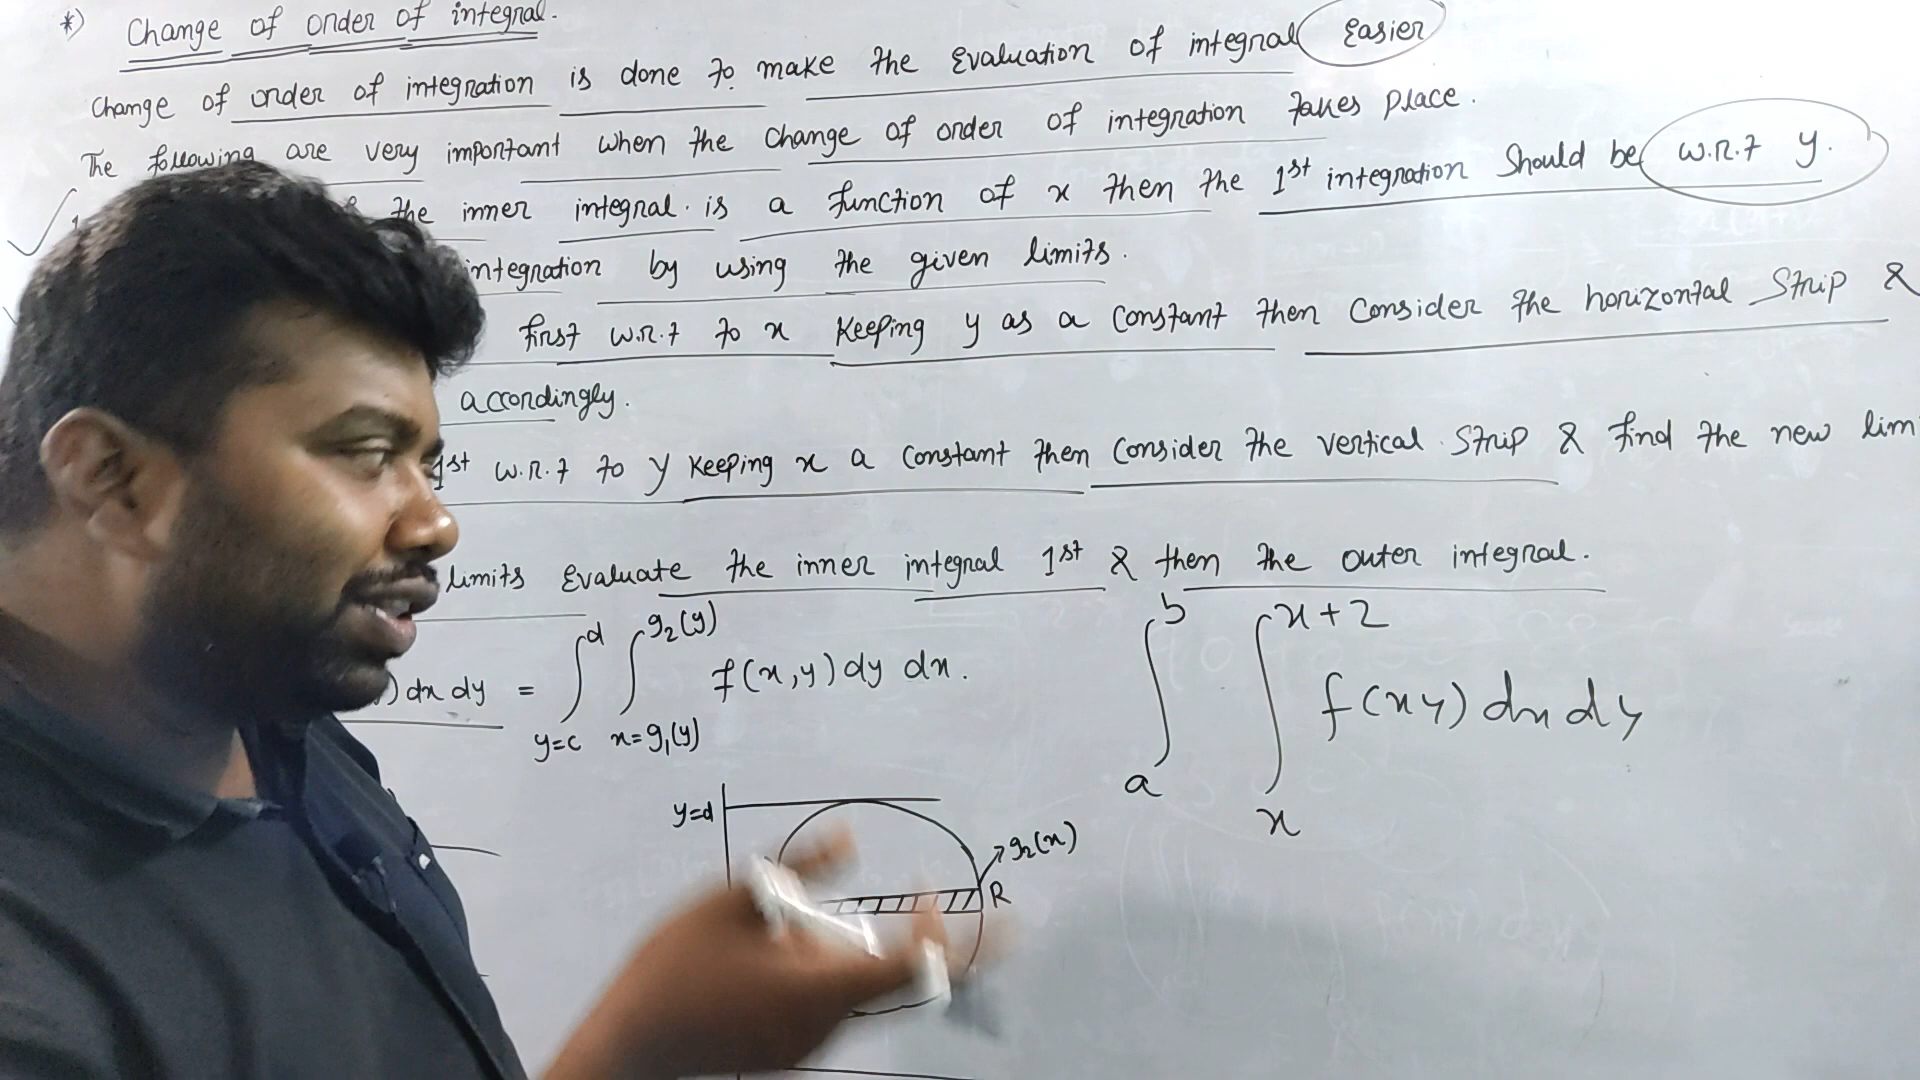 *) Change of order of integral.
Change of order of integration is done to make the Evaluation of integral Easier
The following are very important when the change of order of integration takes place.
the inner integral is a function of x then the 1st integration should be w.r.t y.
integration by using the given limits.
first w.r.t to x keeping y as a constant then consider the horizontal strip &
accordingly.
1st w.r.t to y keeping x a constant then consider the vertical strip & find the new
limits Evaluate the inner integral 1st & then the outer integral.
) dx dy = ∫_{y=c}^{d} ∫_{x=g₁(y)}^{g₂(y)} f(x,y) dy dx.
∫_{a}^{b} ∫_{x}^{x+2} f(xy) dx dy
y=d
g₂(x)
R